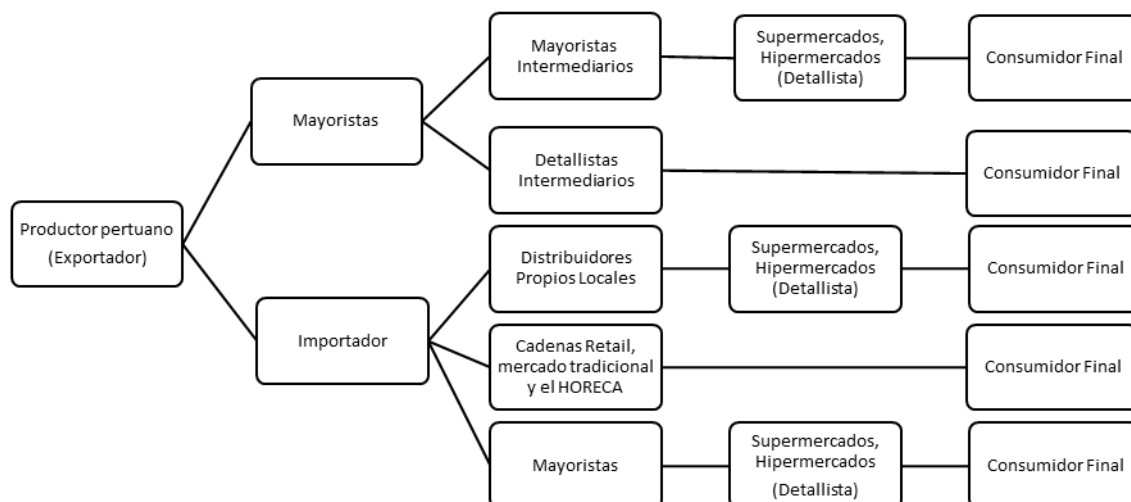 Mayoristas
Intermediarios
Supermercados,
Hipermercados
(Detallista)
Consumidor Final
Mayoristas
Detallistas
Intermediarios
Consumidor Final
Productor pertuano
(Exportador)
Distribuidores
Propios Locales
Supermercados,
Hipermercados
(Detallista)
Consumidor Final
Importador
Cadenas Retail,
mercado tradicional
y el HORECA
Consumidor Final
Mayoristas
Supermercados,
Hipermercados
(Detallista)
Consumidor Final